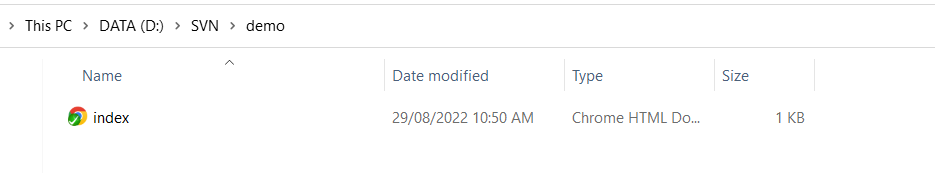 This PC > DATA (D:) > SVN > demo
Name Date modified Type Size
index 29/08/2022 10:50 AM Chrome HTML Do... 1 KB